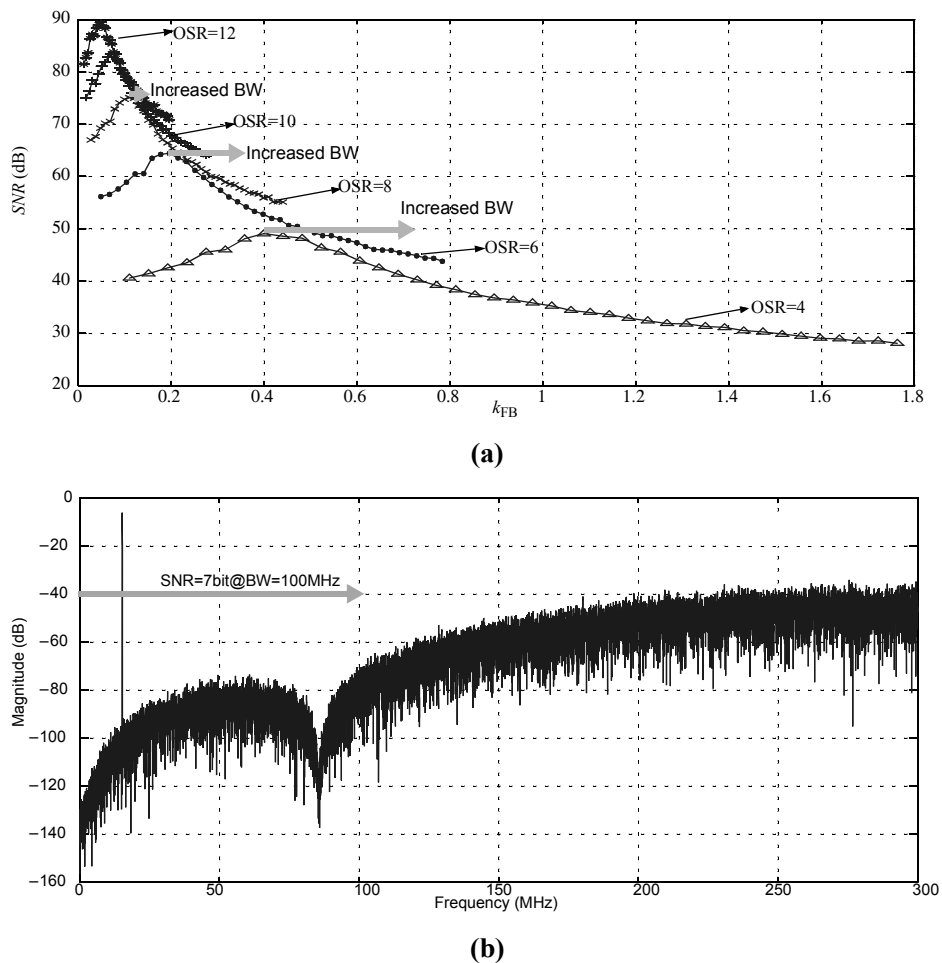 90
80
70
60
50
40
30
20
SNR (dB)
OSR=12
Increased BW
OSR=10
Increased BW
OSR=8
Increased BW
OSR=6
OSR=4
0 0.2 0.4 0.6 0.8 1 1.2 1.4 1.6 1.8
kFB
(a)
0
−20
−40
−60
−80
−100
−120
−140
−160
Magnitude (dB)
SNR=7bit@BW=100MHz
0 50 100 150 200 250 300
Frequency (MHz)
(b)